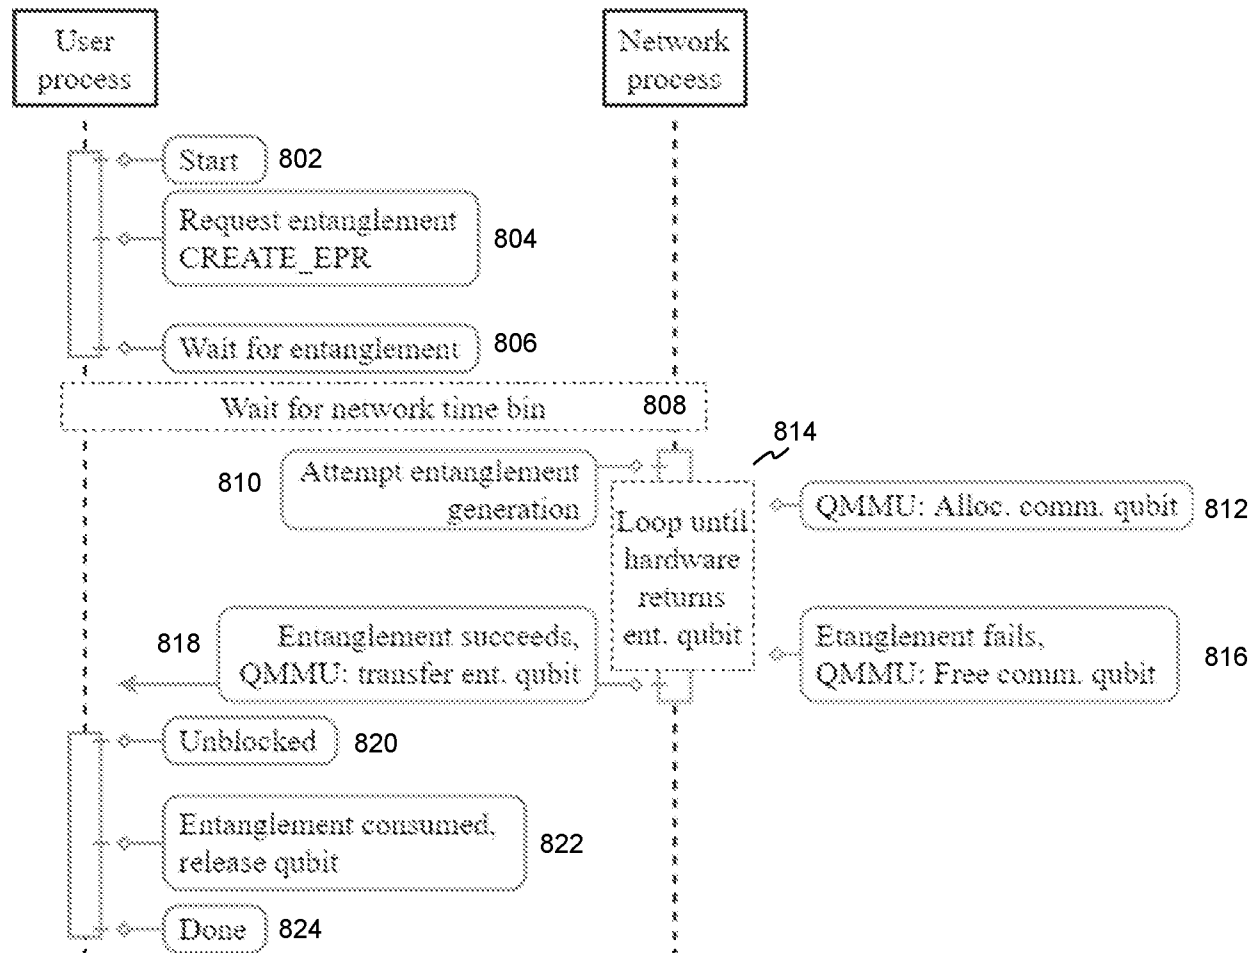 User
process
Network
process
Start 802
Request entanglement
CREATE_EPR
804
Wait for entanglement 806
Wait for network time bin 808
814
810
Attempt entanglement
generation
QMMU: Alloc. comm. qubit 812
Loop until
hardware
returns
ent. qubit
818
Entanglement succeeds,
QMMU: transfer ent. qubit
Etanglement fails,
QMMU: Free comm. qubit
816
Unblocked 820
Entanglement consumed,
release qubit
822
Done 824